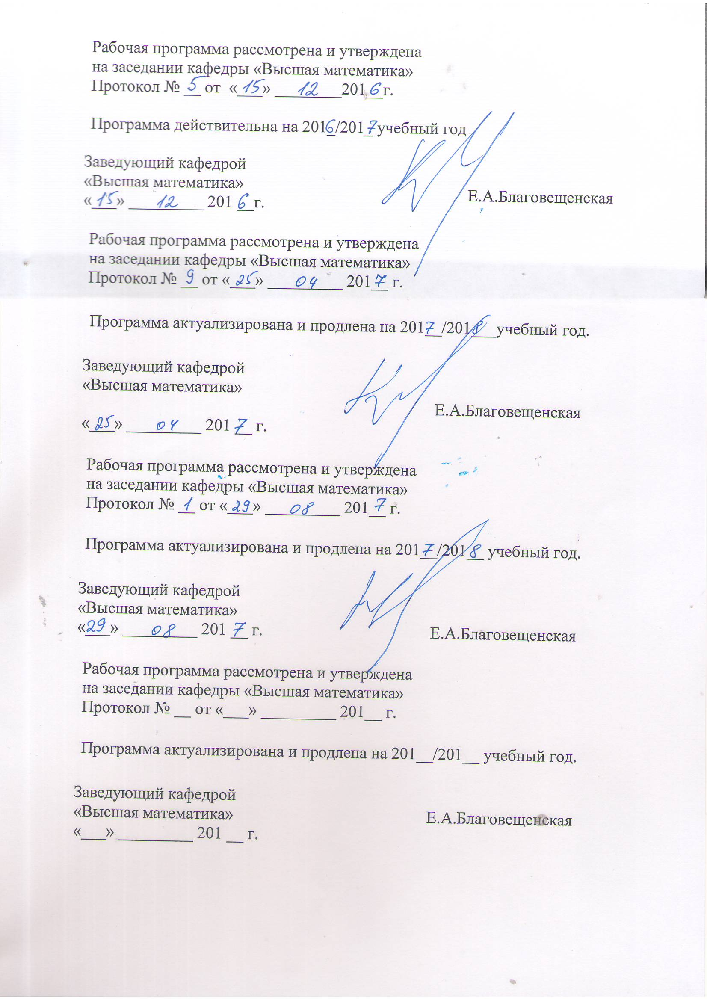 Рабочая программа рассмотрена и утверждена
на заседании кафедры «Высшая математика»
Протокол № 5 от «15» 12 2016 г.
Программа действительна на 2016/2017 учебный год
Заведующий кафедрой
«Высшая математика»
«15» 12 201 6 г.
Е.А.Благовещенская
Рабочая программа рассмотрена и утверждена
на заседании кафедры «Высшая математика»
Протокол № 9 от «25» 04 2017 г.
Программа актуализирована и продлена на 2017/2018 учебный год.
Заведующий кафедрой
«Высшая математика»
Е.А.Благовещенская
«25» 04 201 7 г.
Рабочая программа рассмотрена и утверждена
на заседании кафедры «Высшая математика»
Протокол № 1 от «29» 08 2017 г.
Программа актуализирована и продлена на 2017/2018 учебный год.
Заведующий кафедрой
«Высшая математика»
«29» 08 201 7 г.
Е.А.Благовещенская
Рабочая программа рассмотрена и утверждена
на заседании кафедры «Высшая математика»
Протокол № __ от «___» _________ 201__ г.
Программа актуализирована и продлена на 201__/201__ учебный год.
Заведующий кафедрой
«Высшая математика»
Е.А.Благовещенская
«___» _________ 201 __ г.